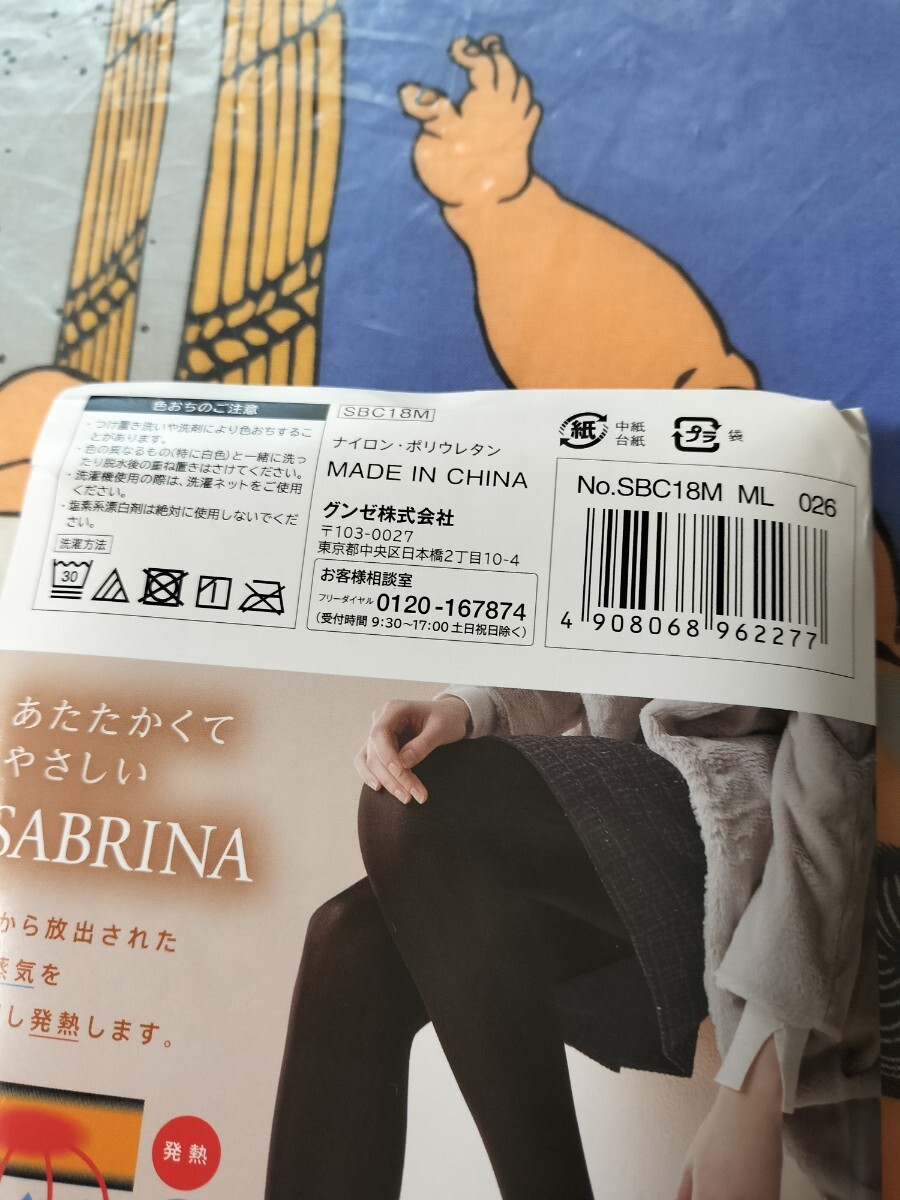 色おちのご注意
・つけ置き洗いや洗剤により色おちするこ
とがあります。
・色の異なるもの(特に白色)と一緒に洗っ
たり脱水後の重ね置きはさけてください。
・洗濯機使用の際は、洗濯ネットをご使用
ください。
・塩素系漂白剤は絶対に使用しないでくだ
さい。
洗濯方法
30
SBC18M
ナイロン・ポリウレタン
MADE IN CHINA
グンゼ株式会社
〒103-0027
東京都中央区日本橋2丁目10-4
お客様相談室
フリーダイヤル 0120-167874
(受付時間 9:30~17:00 土日祝日除く)
紙 中紙
台紙
プラ 袋
No.SBC18M ML 026
4 908068 962277
あたたかくて
やさしい
SABRINA
から放出された
蒸気を
し発熱します。
発熱